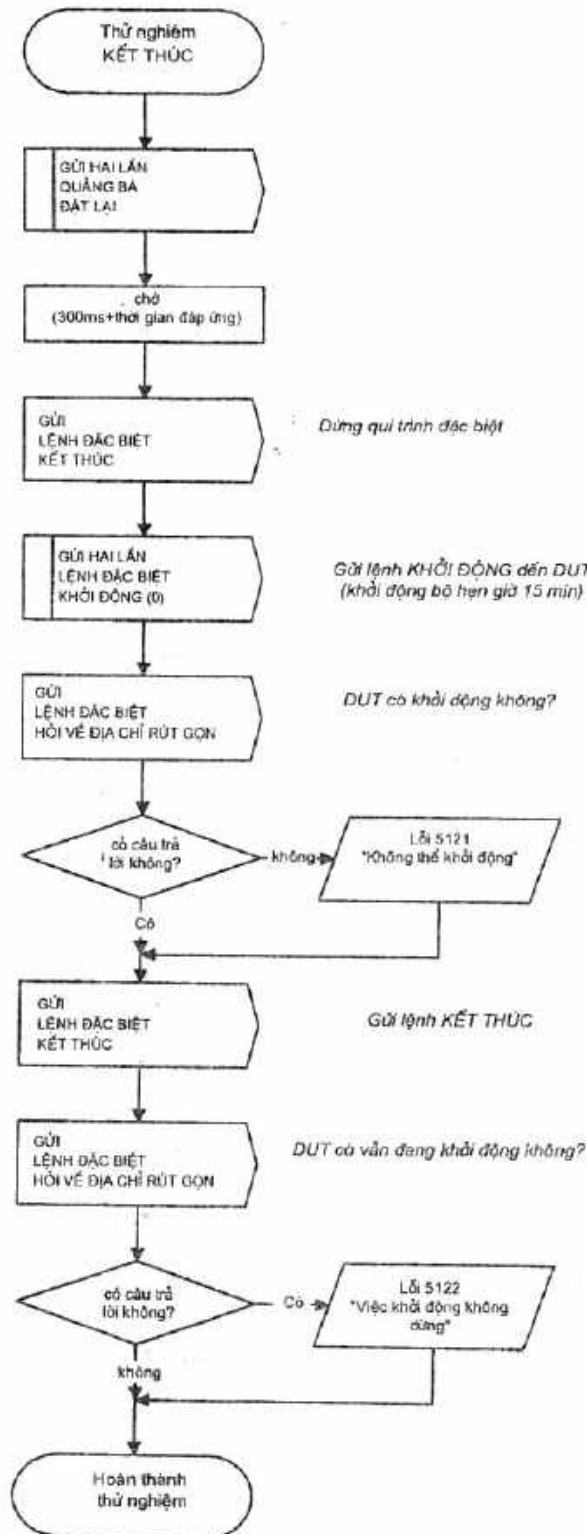 Thử nghiệm
KẾT THÚC
GỬI HAI LẦN
QUẢNG BÁ
ĐẶT LẠI
chờ
(300ms+thời gian đáp ứng)
GỬI
LỆNH ĐẶC BIỆT
KẾT THÚC
Dừng qui trình đặc biệt
GỬI HAI LẦN
LỆNH ĐẶC BIỆT
KHỞI ĐỘNG (0)
Gửi lệnh KHỞI ĐỘNG đến DUT
(khởi động bộ hẹn giờ 15 min)
GỬI
LỆNH ĐẶC BIỆT
HỎI VỀ ĐỊA CHỈ RÚT GỌN
DUT có khởi động không?
có câu trả
lời không?
không
Lỗi 5121
"Không thể khởi động"
Có
GỬI
LỆNH ĐẶC BIỆT
KẾT THÚC
Gửi lệnh KẾT THÚC
GỬI
LỆNH ĐẶC BIỆT
HỎI VỀ ĐỊA CHỈ RÚT GỌN
DUT có vẫn đang khởi động không?
có câu trả
lời không?
Có
Lỗi 5122
"Việc khởi động không
dừng"
không
Hoàn thành
thử nghiệm